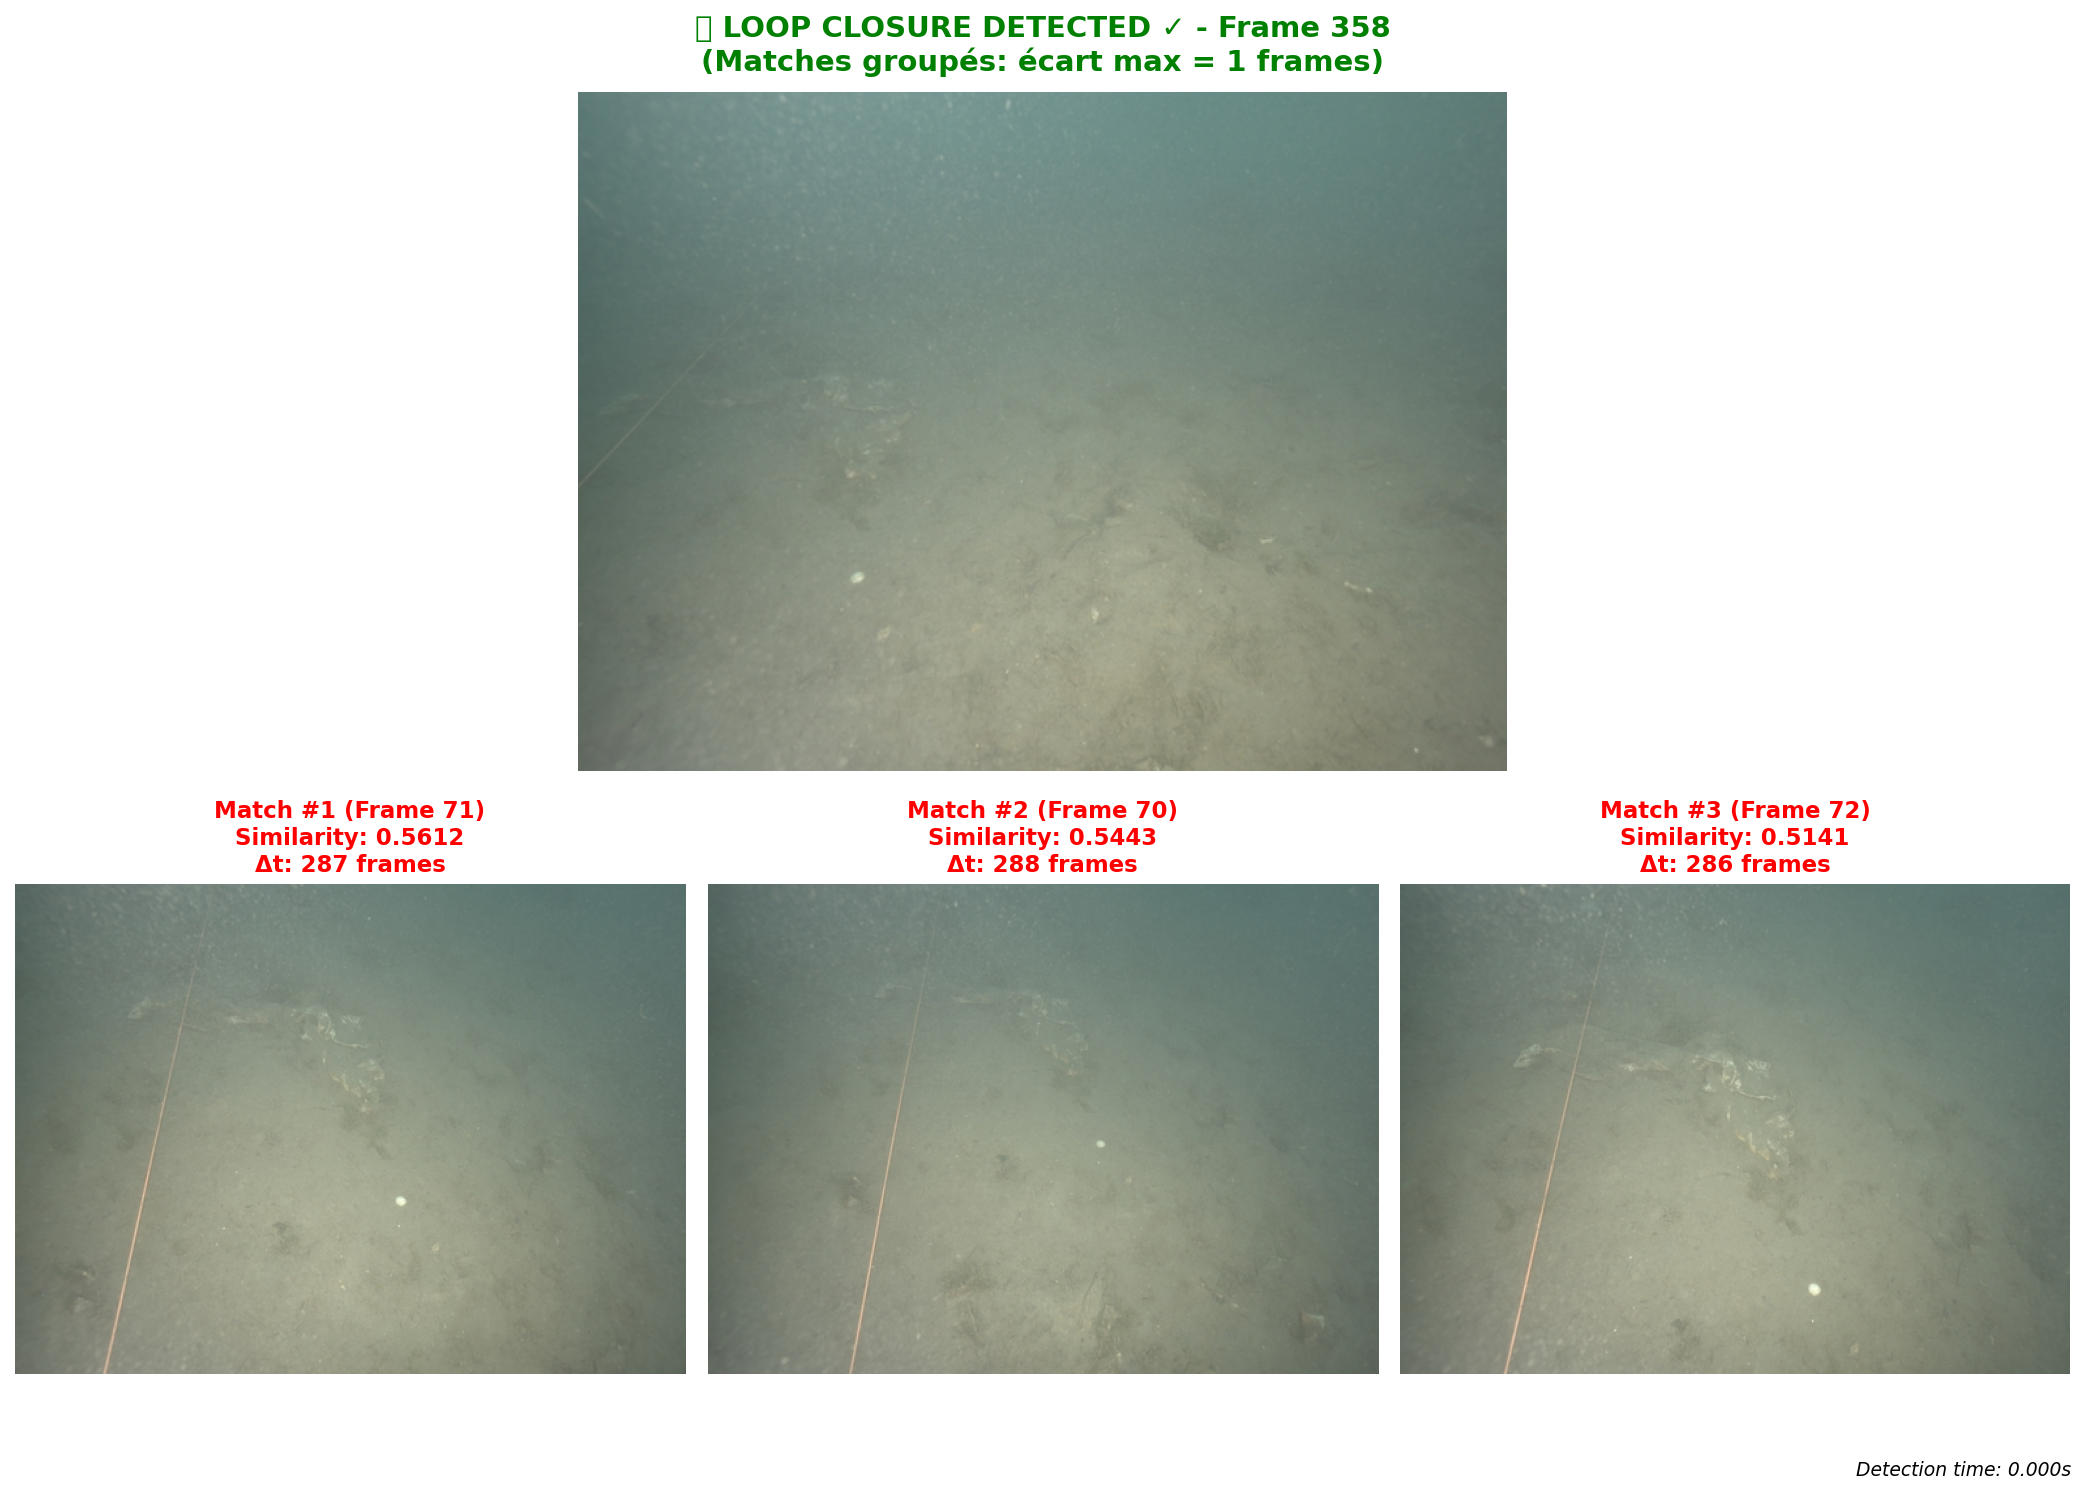 LOOP CLOSURE DETECTED ✓ - Frame 358
(Matches groupés: écart max = 1 frames)
Match #1 (Frame 71)
Similarity: 0.5612
Δt: 287 frames
Match #2 (Frame 70)
Similarity: 0.5443
Δt: 288 frames
Match #3 (Frame 72)
Similarity: 0.5141
Δt: 286 frames
Detection time: 0.000s